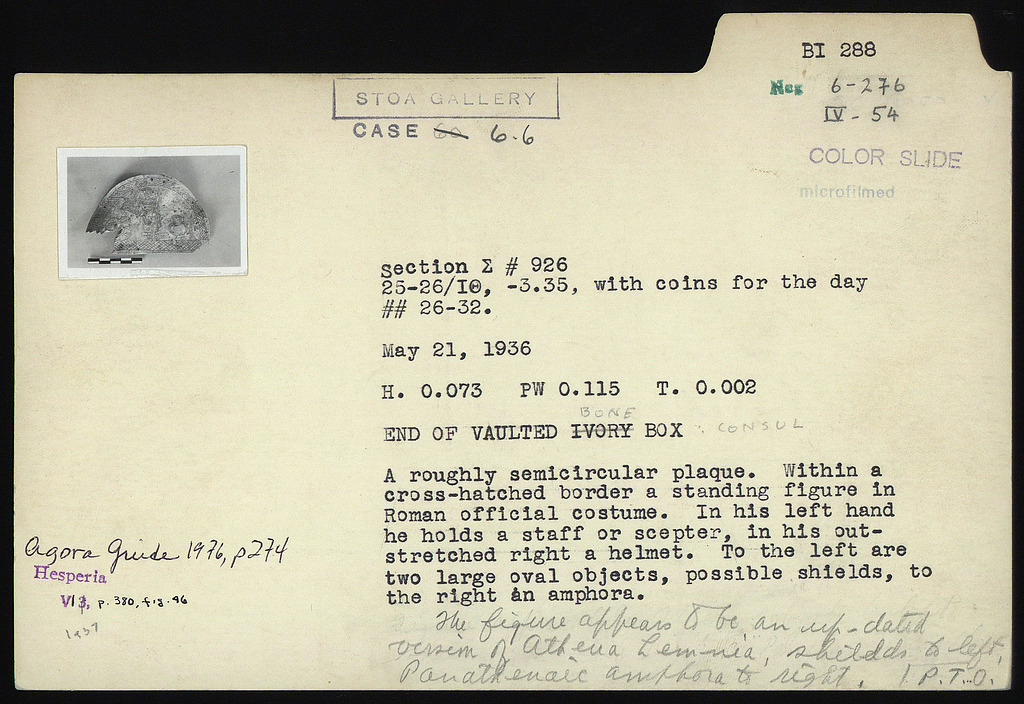 BI 288
Neg 6-276
IV - 54
COLOR SLIDE
microfilmed
STOA GALLERY
CASE 6.6
section Σ # 926
25-26/ΙΘ, -3.35, with coins for the day
## 26-32.
May 21, 1936
H. 0.073 PW 0.115 T. 0.002
BONE
END OF VAULTED IVORY BOX : CONSUL
A roughly semicircular plaque. Within a
cross-hatched border a standing figure in
Roman official costume. In his left hand
he holds a staff or scepter, in his out-
stretched right a helmet. To the left are
two large oval objects, possible shields, to
the right an amphora.
The figure appears to be an up-dated
version of Athena Lemnia, shields to left,
Panathenaic amphora to right. P.T.O.
Agora Guide 1976, p274
Hesperia
VI, p. 380, fig. 46
1937